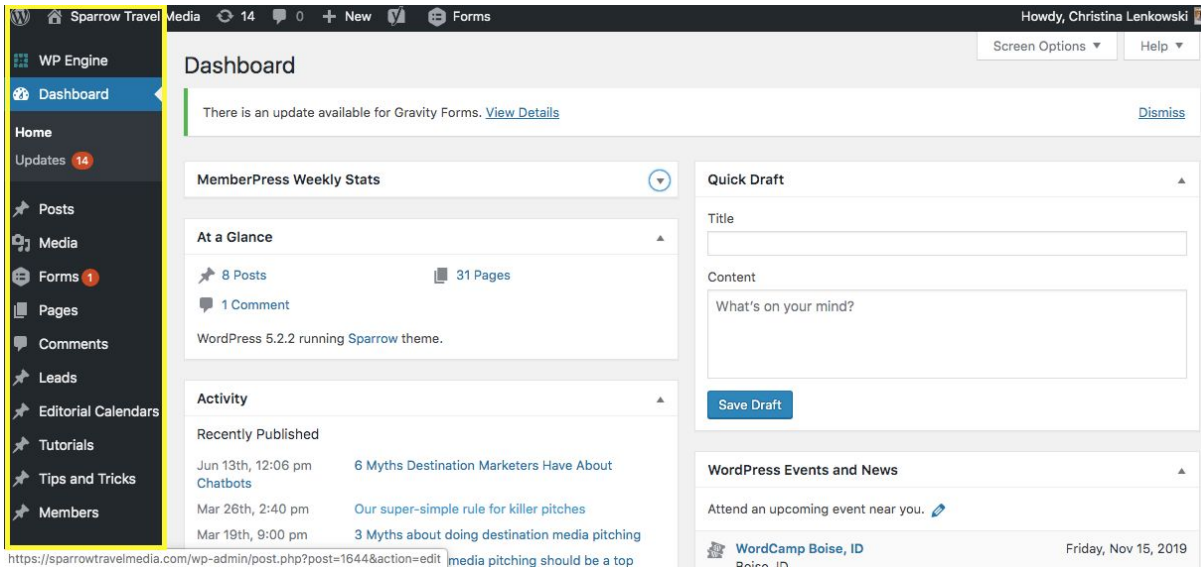 Sparrow Travel Media 14 0 + New Forms Howdy, Christina Lenkowski
Screen Options ▼ Help ▼
WP Engine
Dashboard
Home
Updates 14
Posts
Media
Forms 1
Pages
Comments
Leads
Editorial Calendars
Tutorials
Tips and Tricks
Members
Dashboard
There is an update available for Gravity Forms. View Details Dismiss
MemberPress Weekly Stats
At a Glance
8 Posts 31 Pages
1 Comment
WordPress 5.2.2 running Sparrow theme.
Activity
Recently Published
Jun 13th, 12:06 pm 6 Myths Destination Marketers Have About
Chatbots
Mar 26th, 2:40 pm Our super-simple rule for killer pitches
Mar 19th, 9:00 pm 3 Myths about doing destination media pitching
media pitching should be a top
Quick Draft
Title
Content
What's on your mind?
Save Draft
WordPress Events and News
Attend an upcoming event near you.
WordCamp Boise, ID Friday, Nov 15, 2019
Boise, ID
https://sparrowtravelmedia.com/wp-admin/post.php?post=1644&action=edit